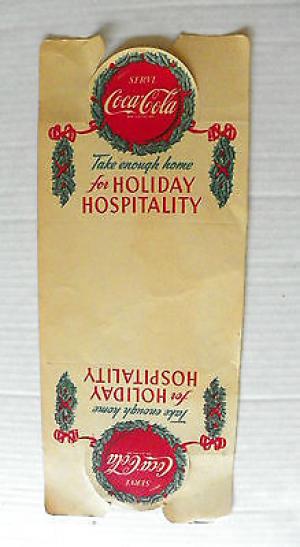 SERVE
Coca-Cola
Take enough home
for HOLIDAY
HOSPITALITY
HOSPITALITY
for HOLIDAY
Take enough home
Coca-Cola
SERVE